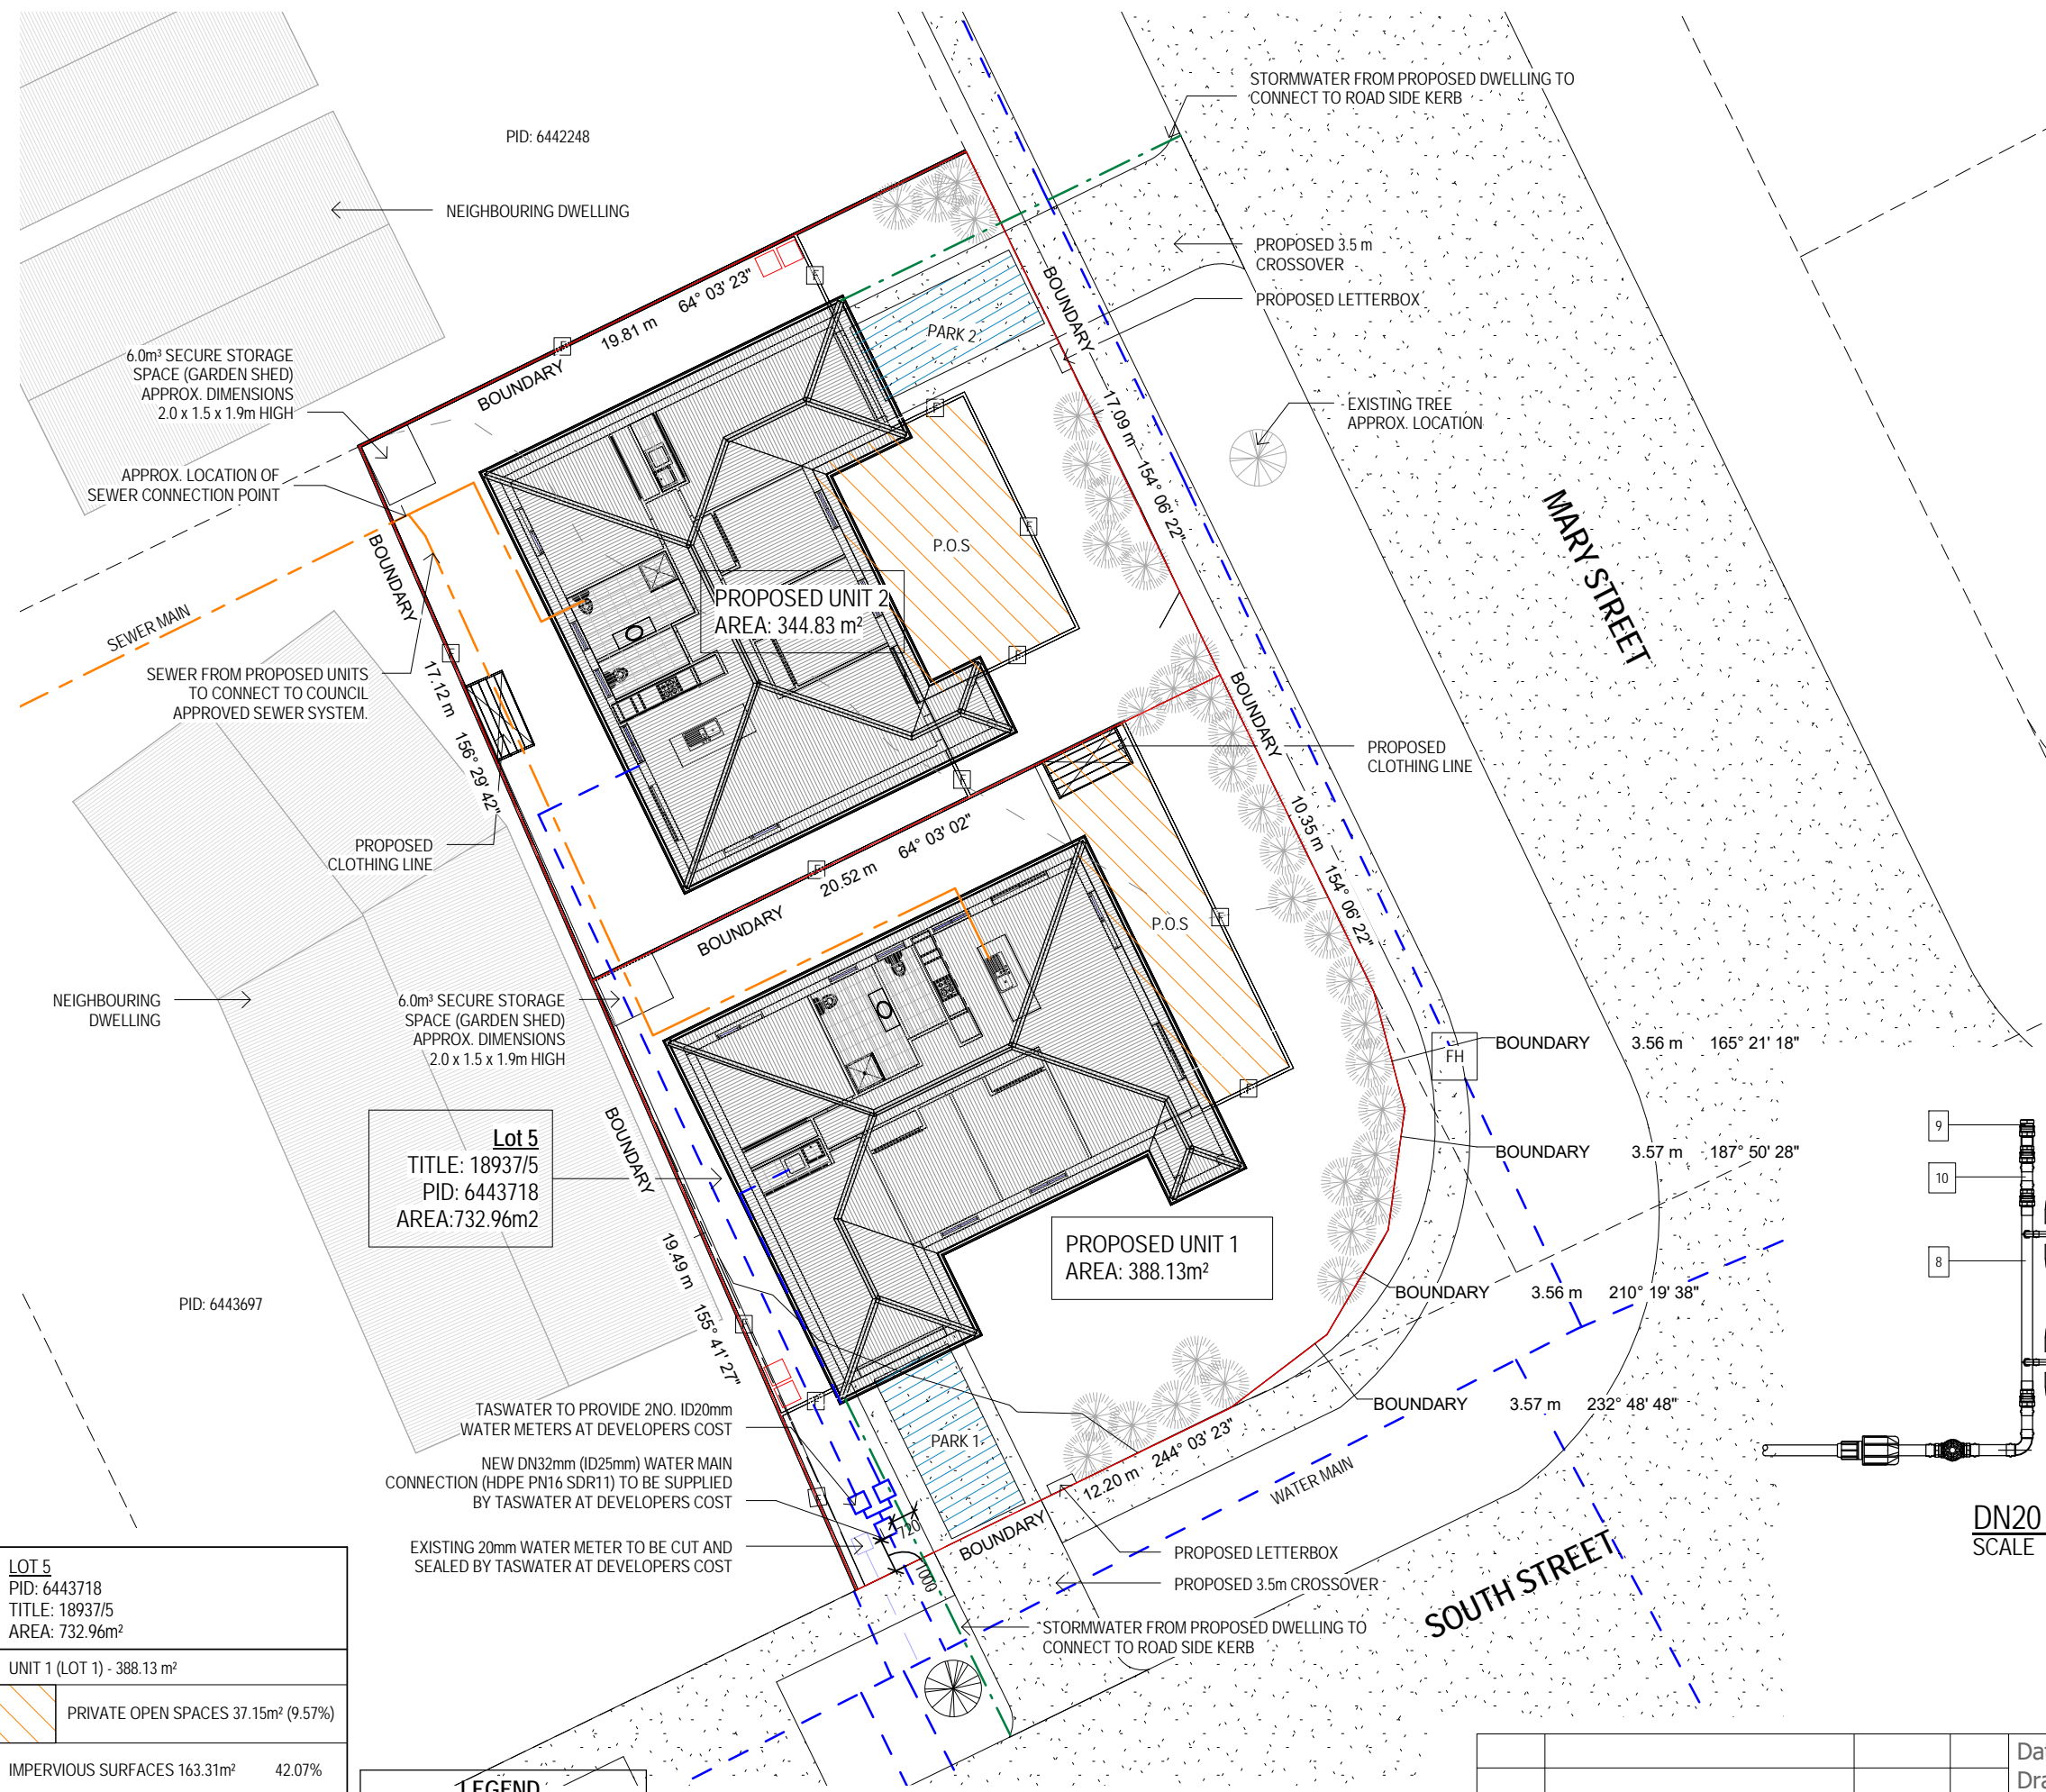 STORMWATER FROM PROPOSED DWELLING TO
CONNECT TO ROAD SIDE KERB
PID: 6442248
NEIGHBOURING DWELLING
PROPOSED 3.5 m
CROSSOVER
PROPOSED LETTERBOX
BOUNDARY 19.81 m 64° 03' 23"
F
F
PARK 2
BOUNDARY 17.09 m 154° 06' 22"
6.0m³ SECURE STORAGE
SPACE (GARDEN SHED)
APPROX. DIMENSIONS
2.0 x 1.5 x 1.9m HIGH
EXISTING TREE
APPROX. LOCATION
F
APPROX. LOCATION OF
SEWER CONNECTION POINT
MARY STREET
F
P.O.S
BOUNDARY 17.12 m 156° 29' 42"
PROPOSED UNIT 2
AREA: 344.83 m²
SEWER MAIN
F
F
SEWER FROM PROPOSED UNITS
TO CONNECT TO COUNCIL
APPROVED SEWER SYSTEM.
BOUNDARY 10.35 m 154° 06' 22"
PROPOSED
CLOTHING LINE
F
PROPOSED
CLOTHING LINE
BOUNDARY 20.52 m 64° 03' 02"
F
F
P.O.S
NEIGHBOURING
DWELLING
6.0m³ SECURE STORAGE
SPACE (GARDEN SHED)
APPROX. DIMENSIONS
2.0 x 1.5 x 1.9m HIGH
FH
BOUNDARY 3.56 m 165° 21' 18"
F
BOUNDARY 3.57 m 187° 50' 28"
9
10
8
Lot 5
TITLE: 18937/5
PID: 6443718
AREA:732.96m2
BOUNDARY 19.49 m 155° 41' 27"
PROPOSED UNIT 1
AREA: 388.13m²
PID: 6443697
BOUNDARY 3.56 m 210° 19' 38"
F
F
BOUNDARY 3.57 m 232° 48' 48"
TASWATER TO PROVIDE 2NO. ID20mm
WATER METERS AT DEVELOPERS COST
PARK 1
NEW DN32mm (ID25mm) WATER MAIN
CONNECTION (HDPE PN16 SDR11) TO BE SUPPLIED
BY TASWATER AT DEVELOPERS COST
F
720
1000
BOUNDARY 12.20 m 244° 03' 23"
WATER MAIN
EXISTING 20mm WATER METER TO BE CUT AND
SEALED BY TASWATER AT DEVELOPERS COST
PROPOSED LETTERBOX
PROPOSED 3.5m CROSSOVER
SOUTH STREET
DN20
SCALE
STORMWATER FROM PROPOSED DWELLING TO
CONNECT TO ROAD SIDE KERB
LOT 5
PID: 6443718
TITLE: 18937/5
AREA: 732.96m²
UNIT 1 (LOT 1) - 388.13 m²
PRIVATE OPEN SPACES 37.15m² (9.57%)
IMPERVIOUS SURFACES 163.31m² 42.07%
LEGEND